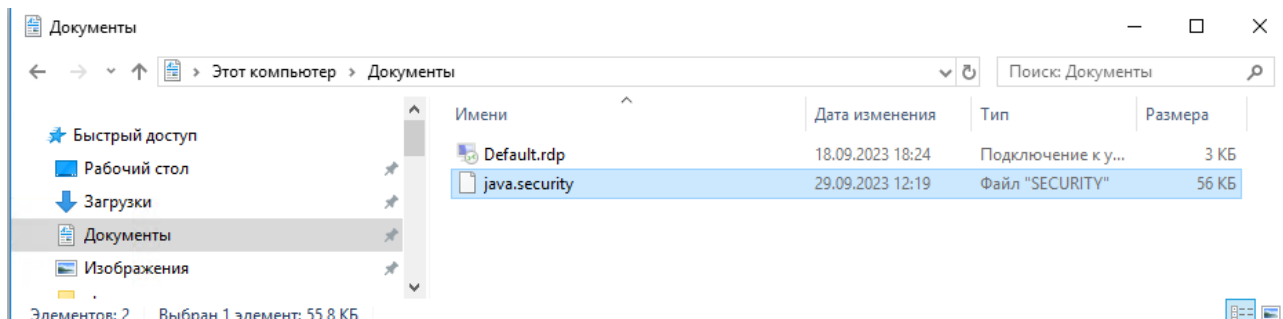 Документы
Этот компьютер > Документы
Поиск: Документы
Имени Дата изменения Тип Размера
Быстрый доступ
Рабочий стол
Загрузки
Документы
Изображения
Default.rdp 18.09.2023 18:24 Подключение к у... 3 КБ
java.security 29.09.2023 12:19 Файл "SECURITY" 56 КБ
Элементов: 2 Выбран 1 элемент: 55,8 КБ